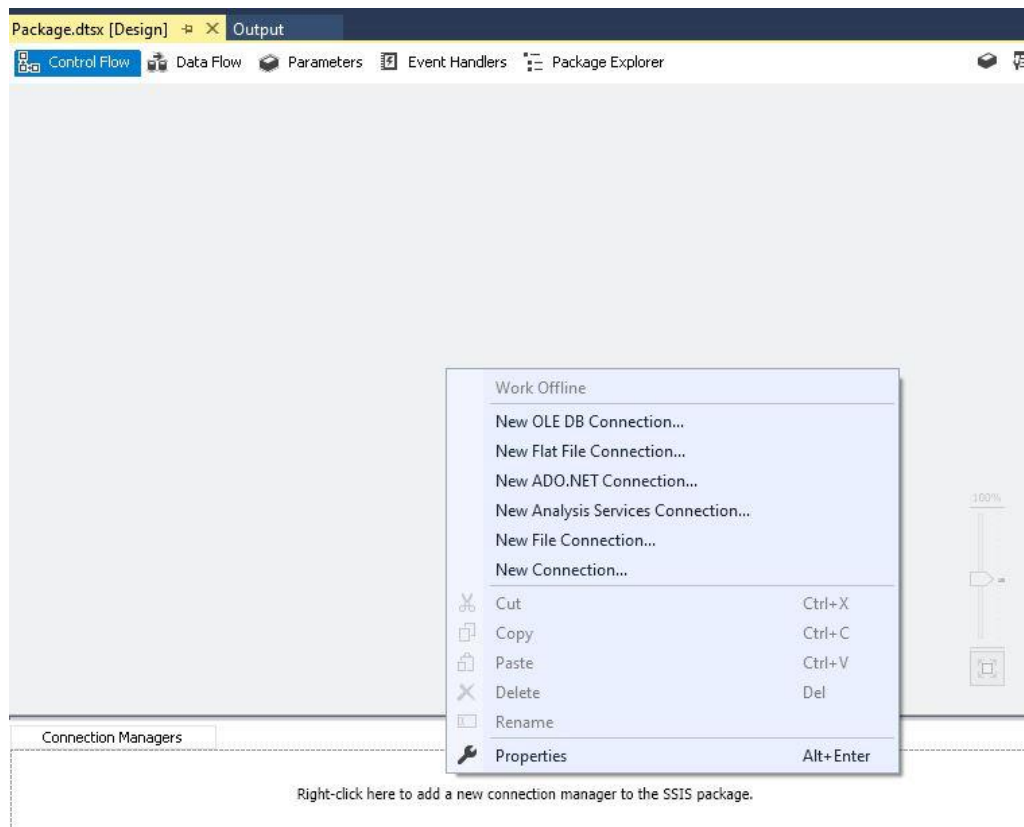 Package.dtsx [Design] Output
Control Flow Data Flow Parameters Event Handlers Package Explorer
Work Offline
New OLE DB Connection...
New Flat File Connection...
New ADO.NET Connection...
New Analysis Services Connection...
New File Connection...
New Connection...
100%
Cut Ctrl+X
Copy Ctrl+C
Paste Ctrl+V
Delete Del
Rename
Properties Alt+Enter
Connection Managers
Right-click here to add a new connection manager to the SSIS package.